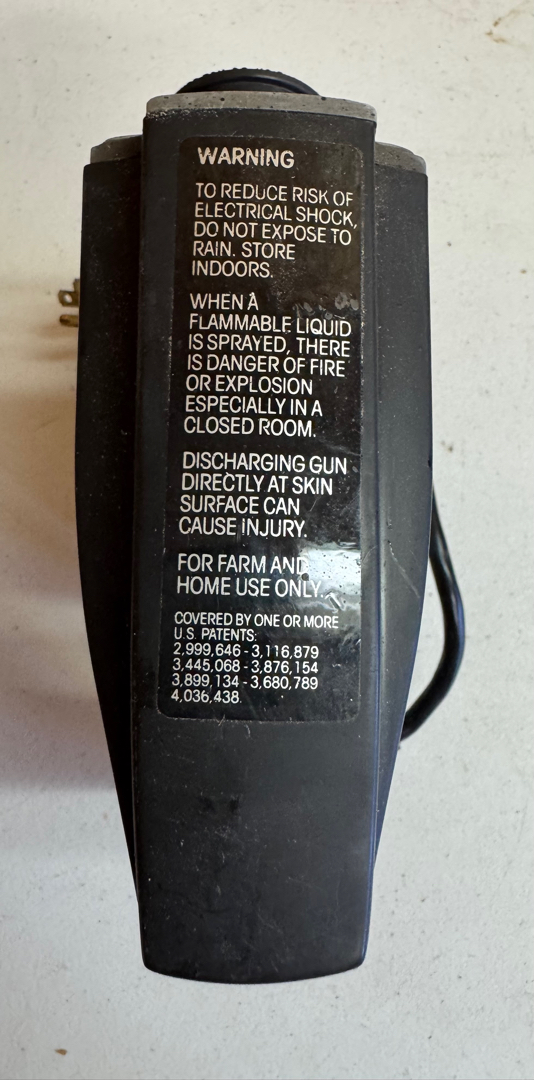 WARNING
TO REDUCE RISK OF
ELECTRICAL SHOCK,
DO NOT EXPOSE TO
RAIN. STORE
INDOORS.
WHEN A
FLAMMABLE LIQUID
IS SPRAYED, THERE
IS DANGER OF FIRE
OR EXPLOSION
ESPECIALLY IN A
CLOSED ROOM.
DISCHARGING GUN
DIRECTLY AT SKIN
SURFACE CAN
CAUSE INJURY.
FOR FARM AND
HOME USE ONLY.
COVERED BY ONE OR MORE
U.S. PATENTS:
2,999,646 - 3,116,879
3,445,068 - 3,876,154
3,899,134 - 3,680,789
4,036,438.